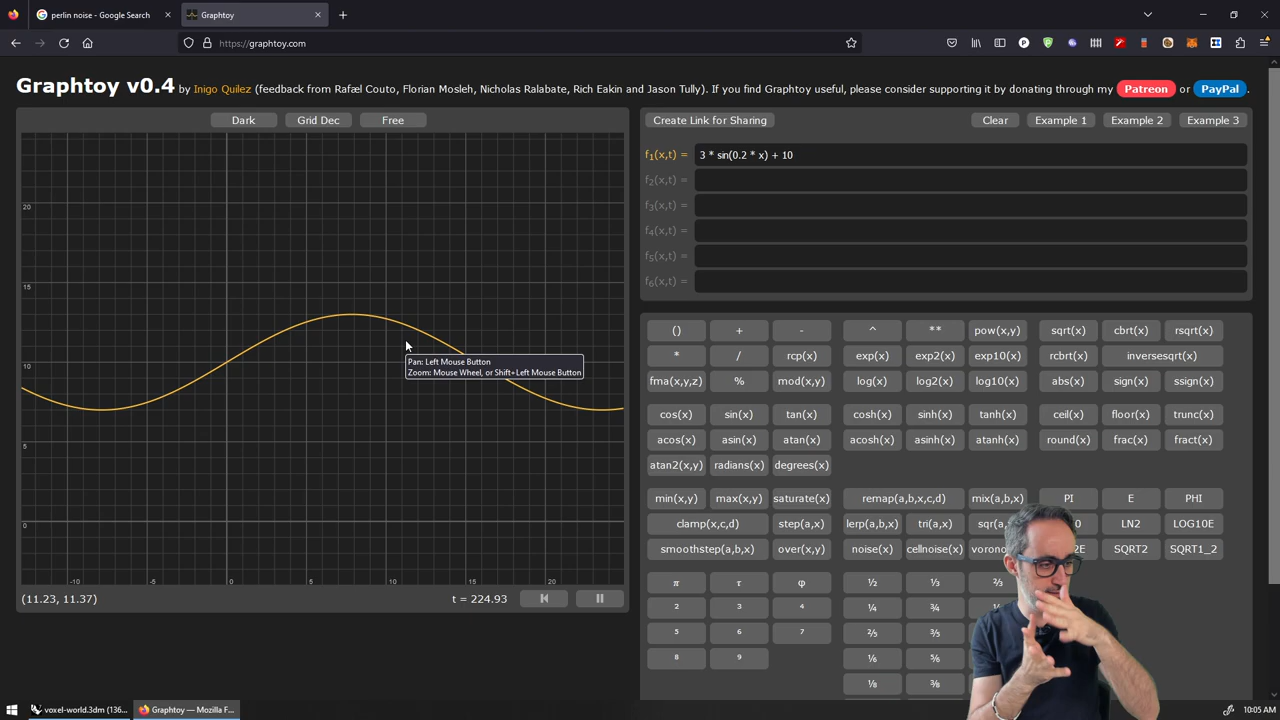 perlin noise - Google Search
Graphtoy
https://graphtoy.com
Graphtoy v0.4 by Inigo Quilez (feedback from Rafæl Couto, Florian Mosleh, Nicholas Ralabate, Rich Eakin and Jason Tully). If you find Graphtoy useful, please consider supporting it by donating through my Patreon or PayPal.
Dark Grid Dec Free
20
15
10
5
0
-10 -5 0 5 10 15 20
Pan: Left Mouse Button
Zoom: Mouse Wheel, or Shift+Left Mouse Button
(11.23, 11.37) t = 224.93
Create Link for Sharing Clear Example 1 Example 2 Example 3
f1(x,t) = 3 * sin(0.2 * x) + 10
f2(x,t) =
f3(x,t) =
f4(x,t) =
f5(x,t) =
f6(x,t) =
() + - ^ ** pow(x,y) sqrt(x) cbrt(x) rsqrt(x)
* / rcp(x) exp(x) exp2(x) exp10(x) rcbrt(x) inversesqrt(x)
fma(x,y,z) % mod(x,y) log(x) log2(x) log10(x) abs(x) sign(x) ssign(x)
cos(x) sin(x) tan(x) cosh(x) sinh(x) tanh(x) ceil(x) floor(x) trunc(x)
acos(x) asin(x) atan(x) acosh(x) asinh(x) atanh(x) round(x) frac(x) fract(x)
atan2(x,y) radians(x) degrees(x)
min(x,y) max(x,y) saturate(x) remap(a,b,x,c,d) mix(a,b,x) PI E PHI
clamp(x,c,d) step(a,x) lerp(a,b,x) tri(a,x) sqr(a, LN2 LOG10E
smoothstep(a,b,x) over(x,y) noise(x) cellnoise(x) SQRT2 SQRT1_2
π τ φ ½ ⅓ ⅔
2 3 4 ¼ ¾
5 6 7 ⅖ ⅗
8 9 ⅙ ⅚
⅛ ⅜
voxel-world.3dm (136... Graphtoy — Mozilla F... 10:05 AM